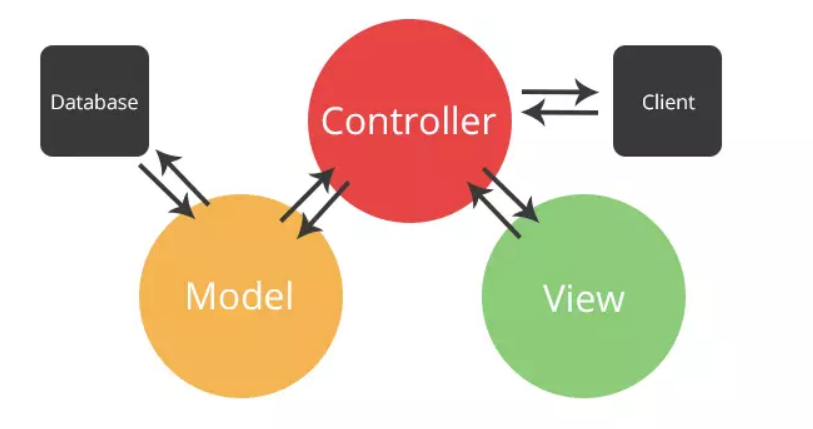 Database
Controller
Client
Model
View